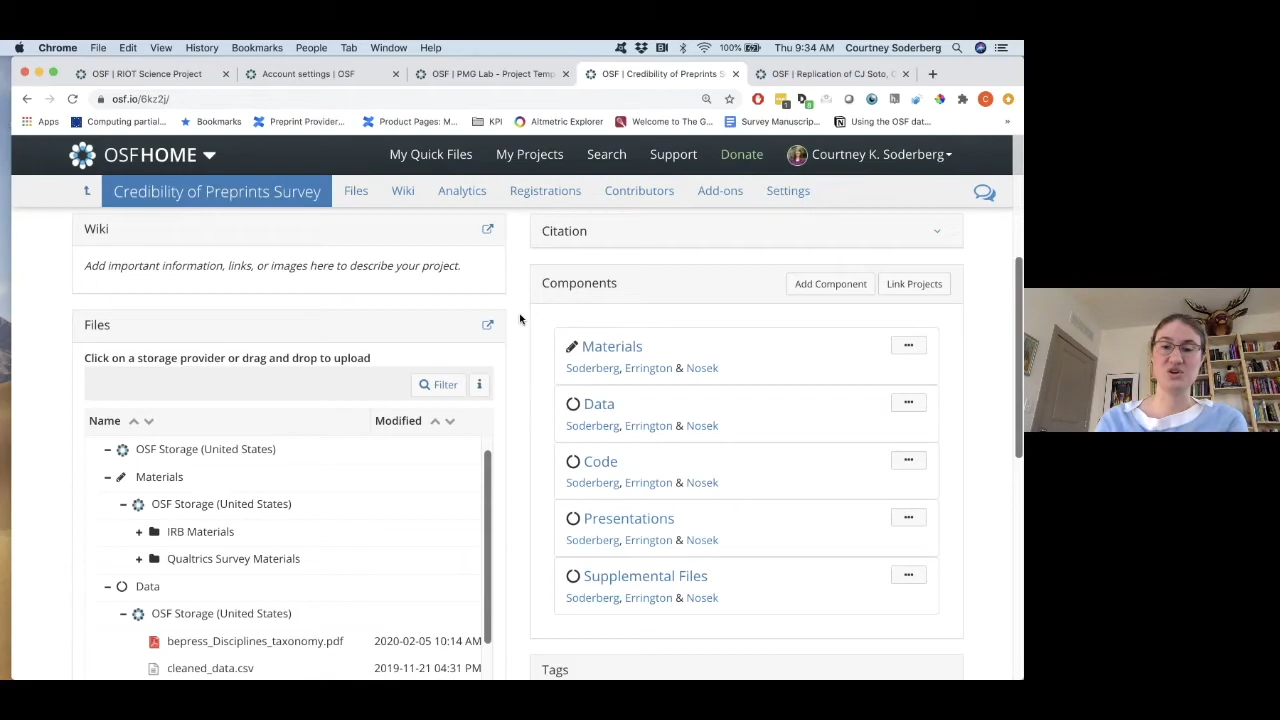 Chrome File Edit View History Bookmarks People Tab Window Help 100% Thu 9:34 AM Courtney Soderberg
OSF | RIOT Science Project × Account settings | OSF × OSF | PMG Lab - Project Temp × OSF | Credibility of Preprints S × OSF | Replication of CJ Soto, C × +
osf.io/6kz2j/
Apps Computing partial... Bookmarks Preprint Provider... Product Pages: M... KPI Altmetric Explorer Welcome to The G... Survey Manuscrip... Using the OSF dat... »
OSFHOME My Quick Files My Projects Search Support Donate Courtney K. Soderberg
Credibility of Preprints Survey Files Wiki Analytics Registrations Contributors Add-ons Settings
Wiki
Add important information, links, or images here to describe your project.
Files
Click on a storage provider or drag and drop to upload
Filter i
Name Modified
OSF Storage (United States)
Materials
OSF Storage (United States)
IRB Materials
Qualtrics Survey Materials
Data
OSF Storage (United States)
bepress_Disciplines_taxonomy.pdf 2020-02-05 10:14 AM
cleaned_data.csv 2019-11-21 04:31 PM
Citation
Components Add Component Link Projects
Materials
Soderberg, Errington & Nosek
Data
Soderberg, Errington & Nosek
Code
Soderberg, Errington & Nosek
Presentations
Soderberg, Errington & Nosek
Supplemental Files
Soderberg, Errington & Nosek
Tags